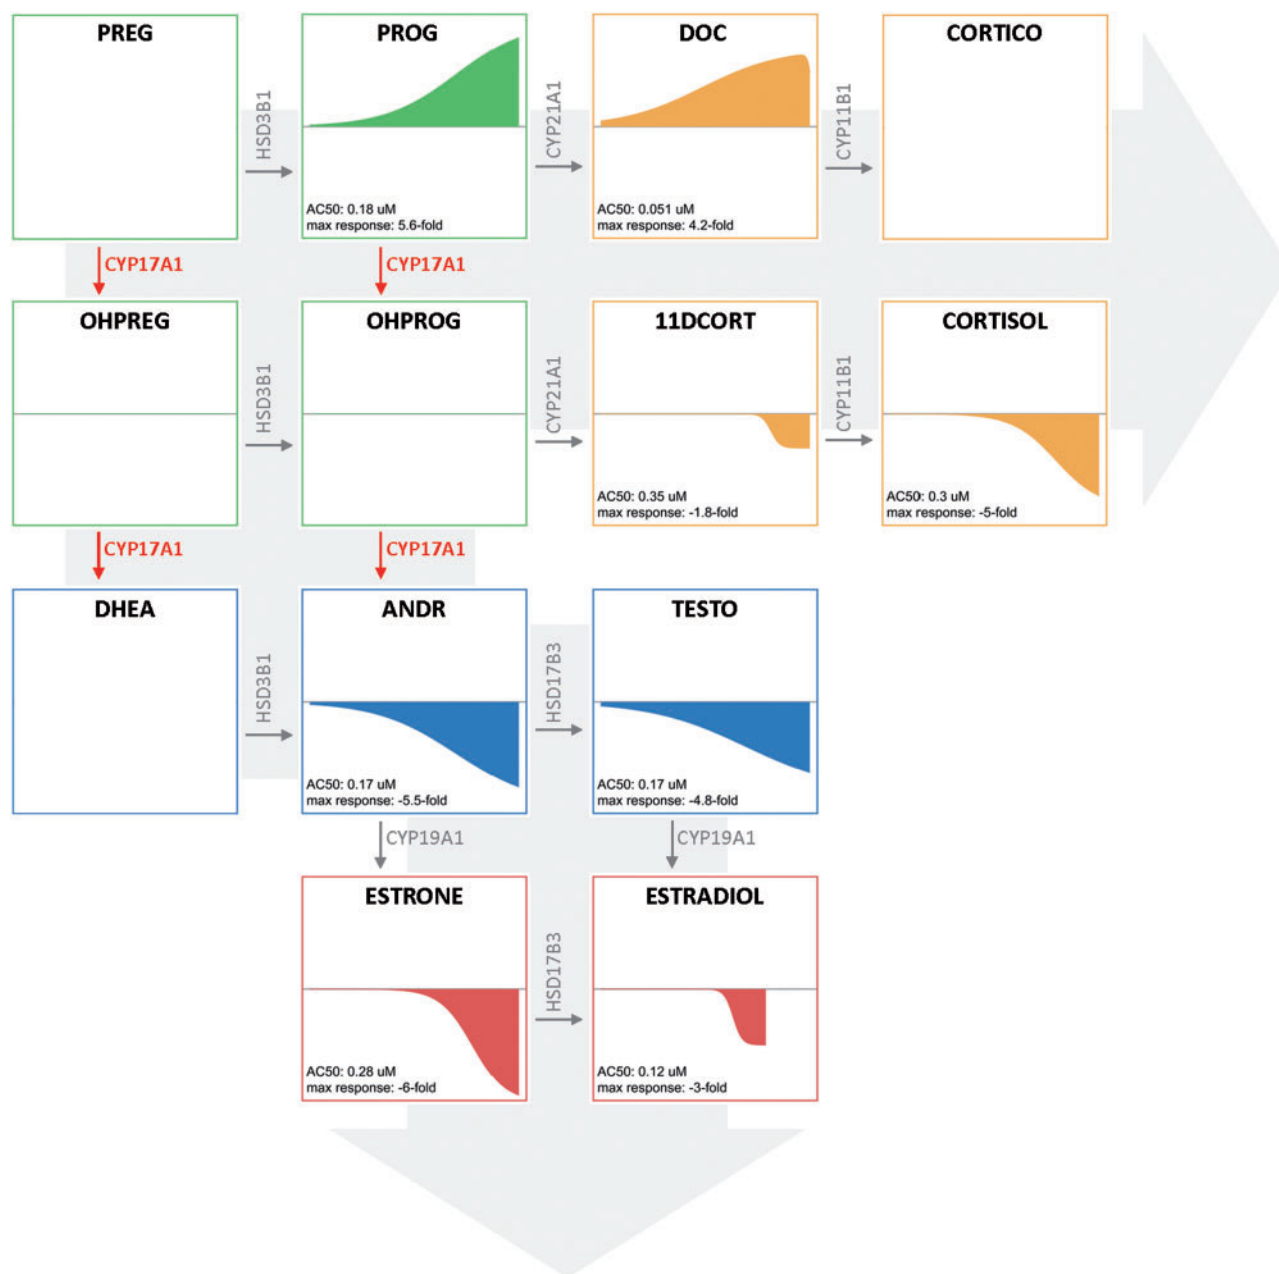 PREG
HSD3B1
PROG
AC50: 0.18 uM
max response: 5.6-fold
CYP21A1
DOC
AC50: 0.051 uM
max response: 4.2-fold
CYP11B1
CORTICO
CYP17A1
CYP17A1
OHPREG
HSD3B1
OHPROG
CYP21A1
11DCORT
AC50: 0.35 uM
max response: -1.8-fold
CYP11B1
CORTISOL
AC50: 0.3 uM
max response: -5-fold
CYP17A1
CYP17A1
DHEA
HSD3B1
ANDR
AC50: 0.17 uM
max response: -5.5-fold
HSD17B3
TESTO
AC50: 0.17 uM
max response: -4.8-fold
CYP19A1
CYP19A1
ESTRONE
AC50: 0.28 uM
max response: -6-fold
HSD17B3
ESTRADIOL
AC50: 0.12 uM
max response: -3-fold